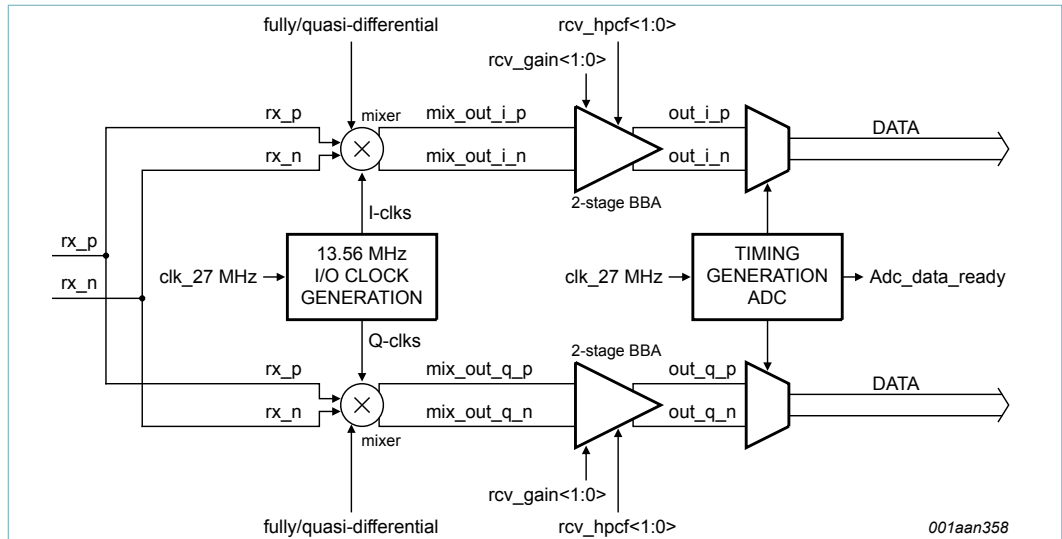 fully/quasi-differential
rcv_hpcf<1:0>
rcv_gain<1:0>
rx_p
mixer
mix_out_i_p
out_i_p
DATA
rx_n
mix_out_i_n
out_i_n
2-stage BBA
I-clks
rx_p
rx_n
clk_27 MHz
13.56 MHz
I/O CLOCK
GENERATION
clk_27 MHz
TIMING
GENERATION
ADC
Adc_data_ready
Q-clks
2-stage BBA
rx_p
mix_out_q_p
out_q_p
DATA
rx_n
mix_out_q_n
out_q_n
mixer
rcv_gain<1:0>
fully/quasi-differential
rcv_hpcf<1:0>
001aan358